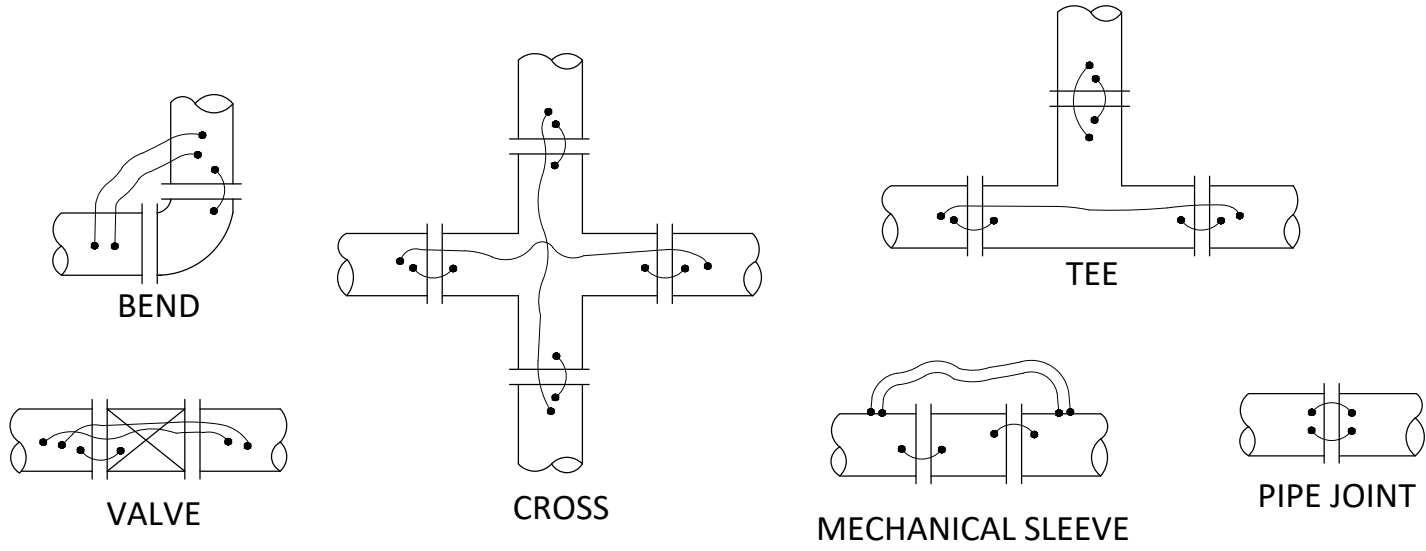 BEND
TEE
VALVE
CROSS
MECHANICAL SLEEVE
PIPE JOINT